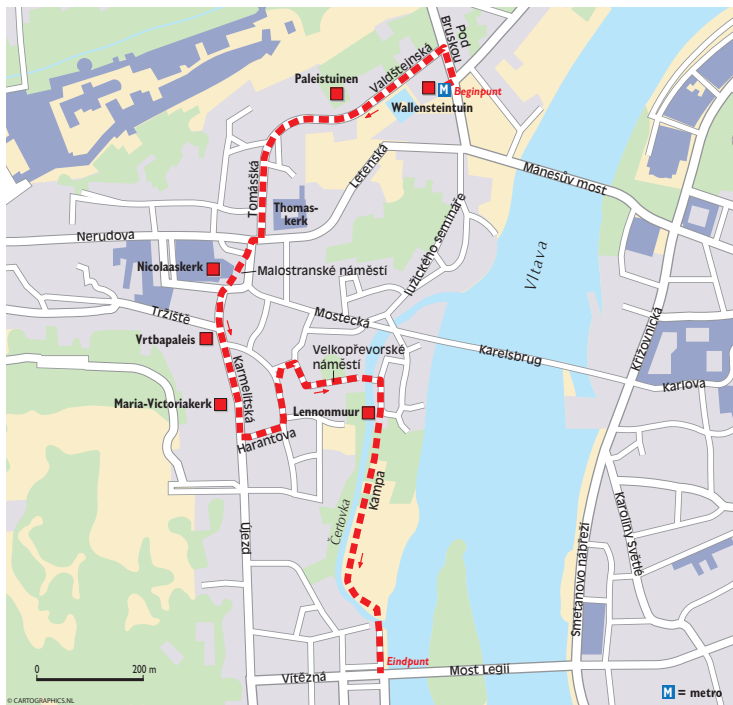 Pod
Bruskou
Valdštejnská
Paleistuinen
M
Beginpunt
Wallensteintuin
Letenská
Mánesův most
Tomášská
Thomas-
kerk
lužického semináře
Nerudova
Vltava
Nicolaaskerk
Malostranské náměstí
Tržiště
Mostecká
Křižovnická
Vrtbapaleis
Velkopřevorské
náměstí
Karelsbrug
Karlova
Karmelitská
Maria-Victoriakerk
Lennonmuur
Harantova
Kampa
Čertovka
Újezd
Karoliny Světlé
Smetanovo nábřeží
Eindpunt
Most Legií
Vítězná
0
200 m
M = metro
© CARTOGRAPHICS.NL